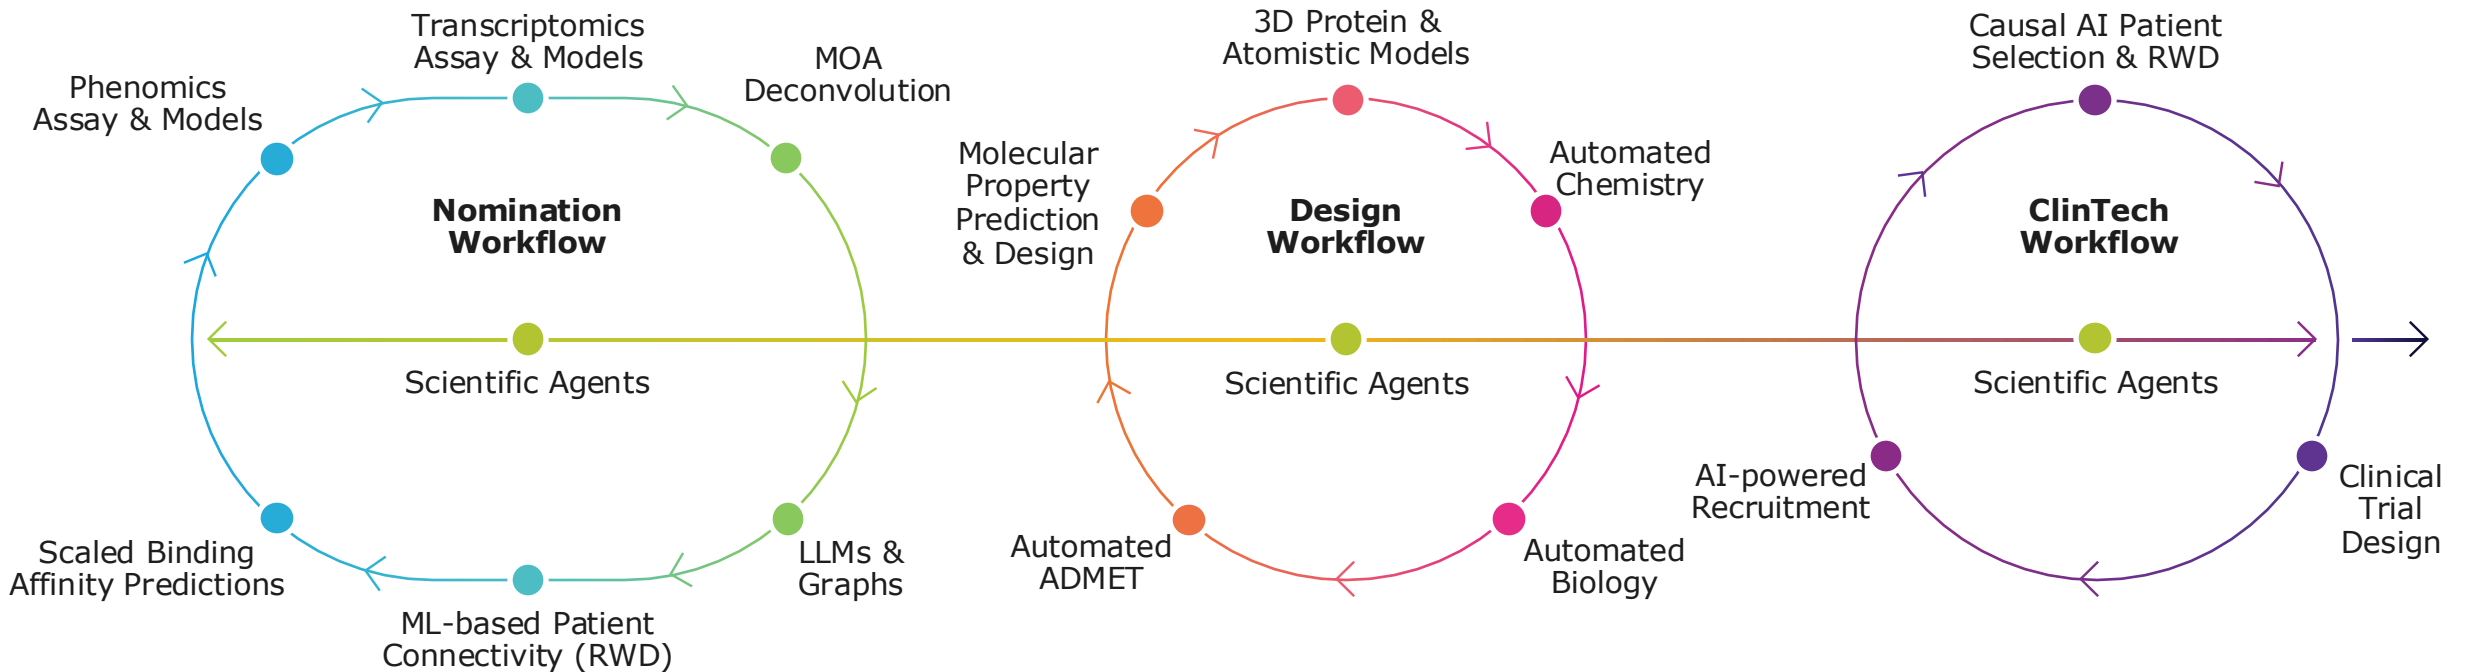 Transcriptomics
Assay & Models
Phenomics
Assay & Models
MOA
Deconvolution
Nomination
Workflow
Scientific Agents
Scaled Binding
Affinity Predictions
LLMs &
Graphs
ML-based Patient
Connectivity (RWD)
3D Protein &
Atomistic Models
Molecular
Property
Prediction
& Design
Automated
Chemistry
Design
Workflow
Scientific Agents
Automated
ADMET
Automated
Biology
Causal AI Patient
Selection & RWD
ClinTech
Workflow
Scientific Agents
AI-powered
Recruitment
Clinical
Trial
Design